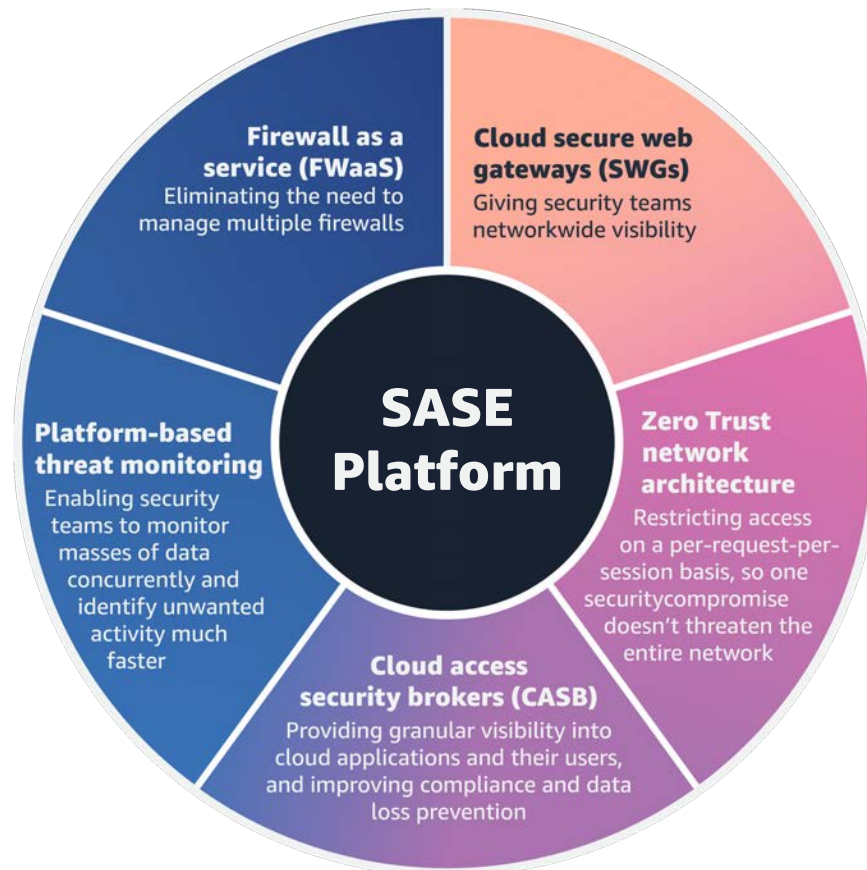 Firewall as a
service (FWaaS)
Eliminating the need to
manage multiple firewalls
Cloud secure web
gateways (SWGs)
Giving security teams
networkwide visibility
SASE
Platform
Platform-based
threat monitoring
Enabling security
teams to monitor
masses of data
concurrently and
identify unwanted
activity much
faster
Zero Trust
network
architecture
Restricting access
on a per-request-per-
session basis, so one
securitycompromise
doesn't threaten the
entire network
Cloud access
security brokers (CASB)
Providing granular visibility into
cloud applications and their users,
and improving compliance and data
loss prevention